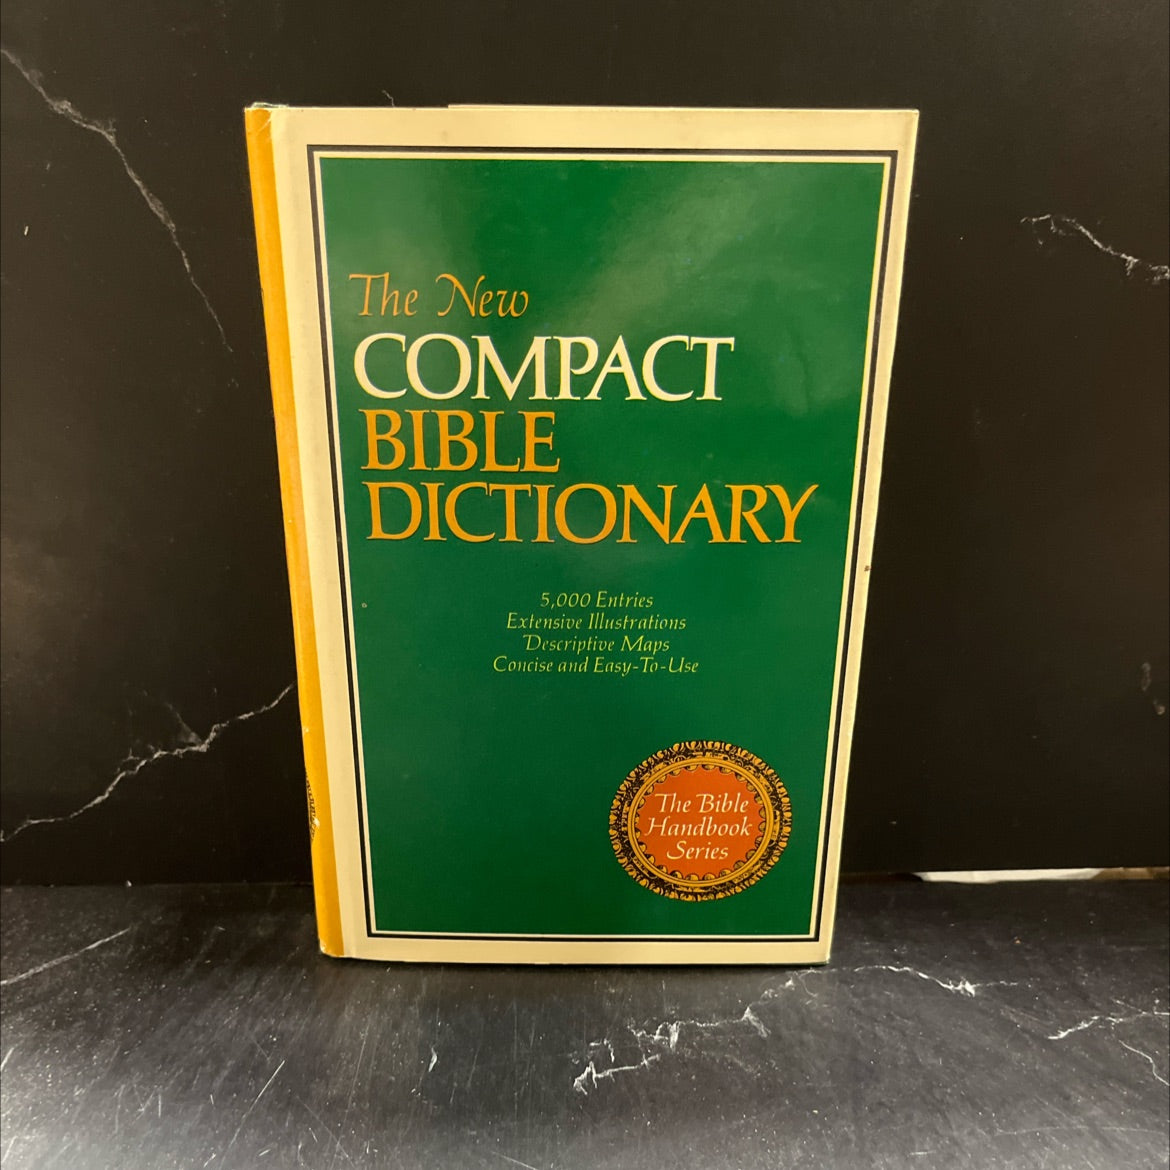 The New
COMPACT
BIBLE
DICTIONARY
5,000 Entries
Extensive Illustrations
Descriptive Maps
Concise and Easy-To-Use
The Bible
Handbook
Series